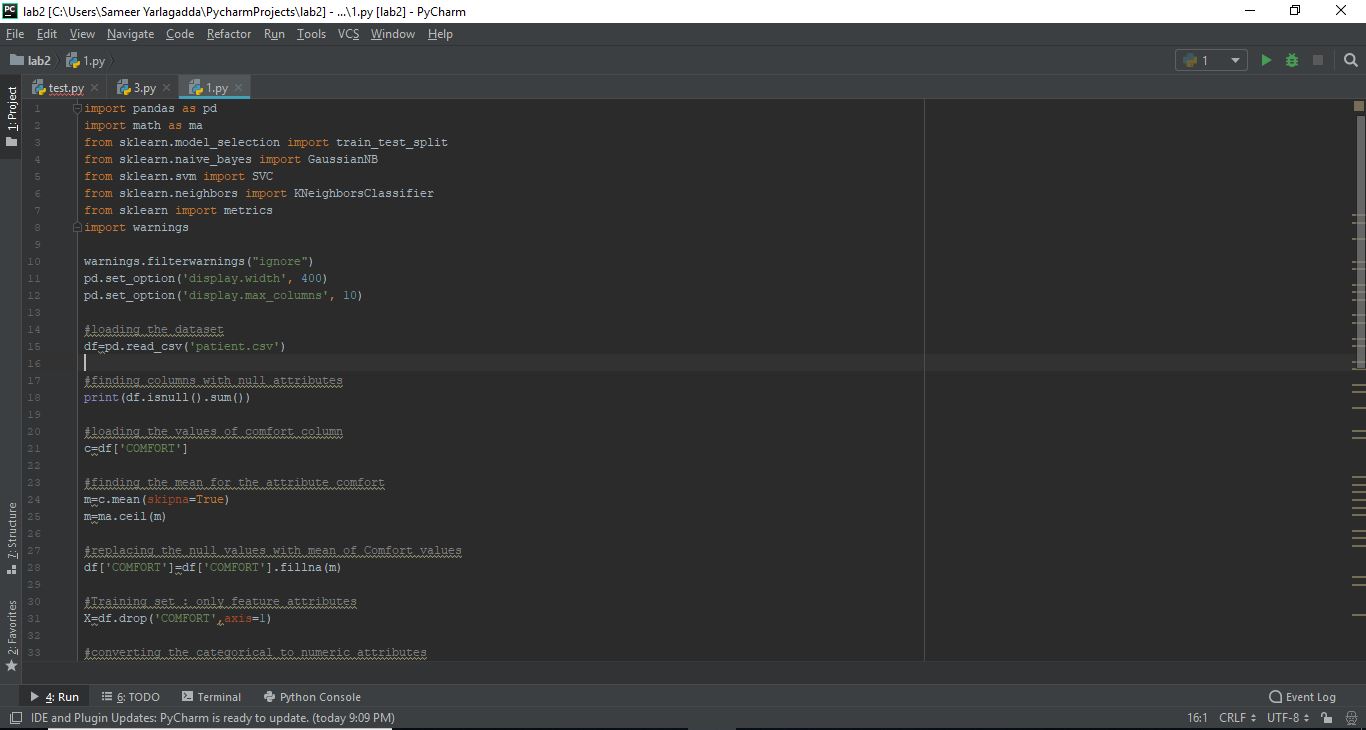 lab2 [C:\Users\Sameer Yarlagadda\PycharmProjects\lab2] - ...\1.py [lab2] - PyCharm
File Edit View Navigate Code Refactor Run Tools VCS Window Help
lab2 1.py 1
test.py 3.py 1.py
1: Project
1 import pandas as pd
2 import math as ma
3 from sklearn.model_selection import train_test_split
4 from sklearn.naive_bayes import GaussianNB
5 from sklearn.svm import SVC
6 from sklearn.neighbors import KNeighborsClassifier
7 from sklearn import metrics
8 import warnings
9
10 warnings.filterwarnings("ignore")
11 pd.set_option('display.width', 400)
12 pd.set_option('display.max_columns', 10)
13
14 #loading the dataset
15 df=pd.read_csv('patient.csv')
16
17 #finding columns with null attributes
18 print(df.isnull().sum())
19
20 #loading the values of comfort column
21 c=df['COMFORT']
22
23 #finding the mean for the attribute comfort
24 m=c.mean(skipna=True)
25 m=ma.ceil(m)
26
27 #replacing the null values with mean of Comfort values
28 df['COMFORT']=df['COMFORT'].fillna(m)
29
30 #Training set : only feature attributes
31 X=df.drop('COMFORT',axis=1)
32
33 #converting the categorical to numeric attributes
7: Structure
2: Favorites
4: Run 6: TODO Terminal Python Console Event Log
IDE and Plugin Updates: PyCharm is ready to update. (today 9:09 PM) 16:1 CRLF UTF-8